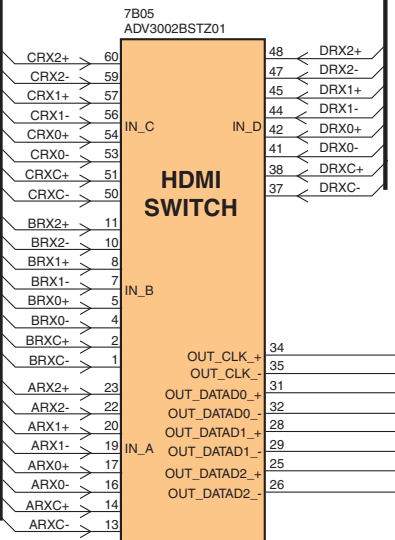 7B05
ADV3002BSTZ01
CRX2+ 60
CRX2- 59
CRX1+ 57
CRX1- 56
CRX0+ 54
CRX0- 53
CRXC+ 51
CRXC- 50
IN_C
IN_D
48 DRX2+
47 DRX2-
45 DRX1+
44 DRX1-
42 DRX0+
41 DRX0-
38 DRXC+
37 DRXC-
HDMI
SWITCH
BRX2+ 11
BRX2- 10
BRX1+ 8
BRX1- 7
BRX0+ 5
BRX0- 4
BRXC+ 2
BRXC- 1
IN_B
ARX2+ 23
ARX2- 22
ARX1+ 20
ARX1- 19
ARX0+ 17
ARX0- 16
ARXC+ 14
ARXC- 13
IN_A
OUT_CLK_+ 34
OUT_CLK_- 35
OUT_DATAD0_+ 31
OUT_DATAD0_- 32
OUT_DATAD1_+ 28
OUT_DATAD1_- 29
OUT_DATAD2_+ 25
OUT_DATAD2_- 26